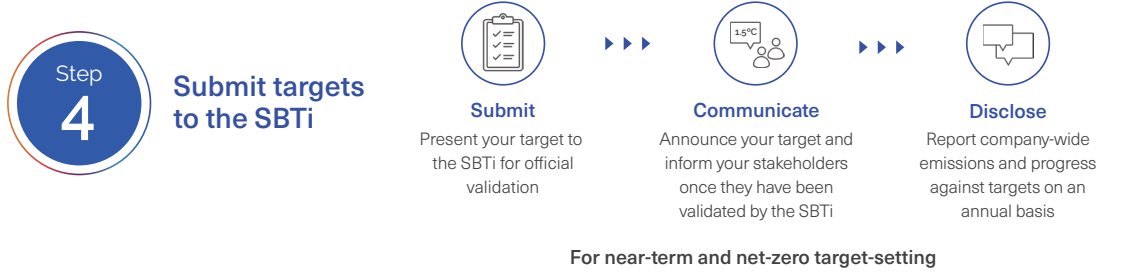 Step
4
Submit targets
to the SBTi
Submit
Present your target to
the SBTi for official
validation
1.5ºC
Communicate
Announce your target and
inform your stakeholders
once they have been
validated by the SBTi
Disclose
Report company-wide
emissions and progress
against targets on an
annual basis
For near-term and net-zero target-setting